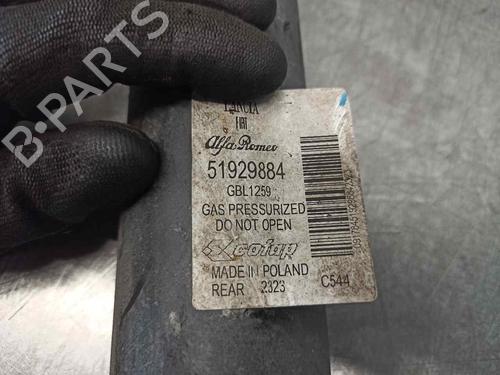 LANCIA
FIAT
Alfa Romeo
51929884
GBL1259
GAS PRESSURIZED
DO NOT OPEN
cofap
MADE IN POLAND
REAR 2323 C544
B-PARTS